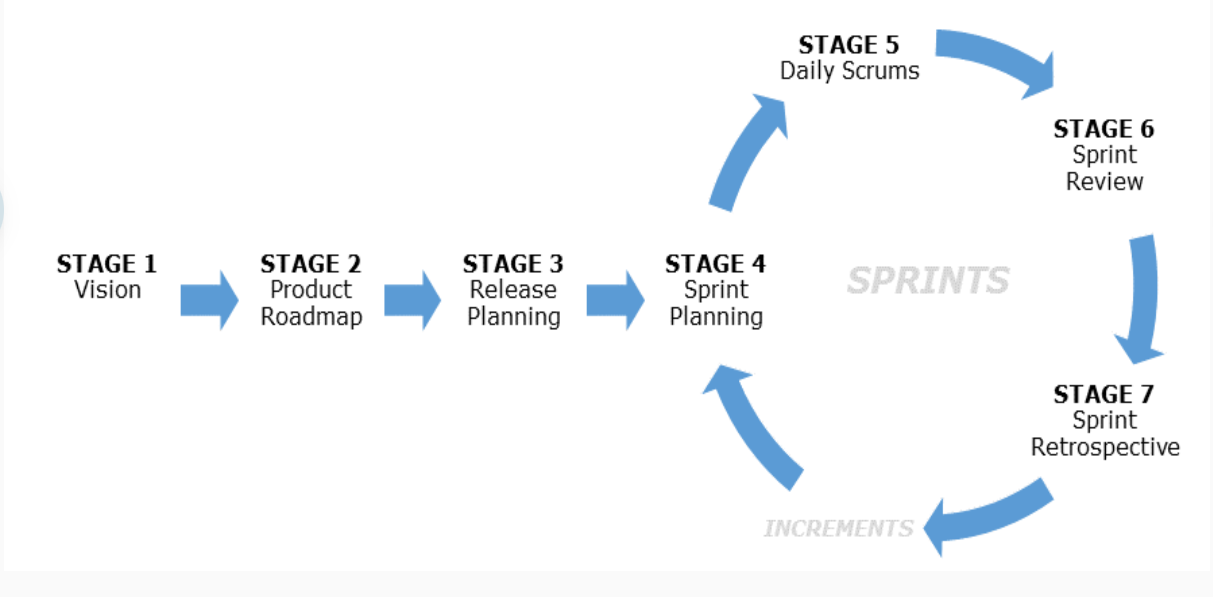 STAGE 1
Vision
STAGE 2
Product
Roadmap
STAGE 3
Release
Planning
STAGE 4
Sprint
Planning
STAGE 5
Daily Scrums
STAGE 6
Sprint
Review
STAGE 7
Sprint
Retrospective
SPRINTS
INCREMENTS